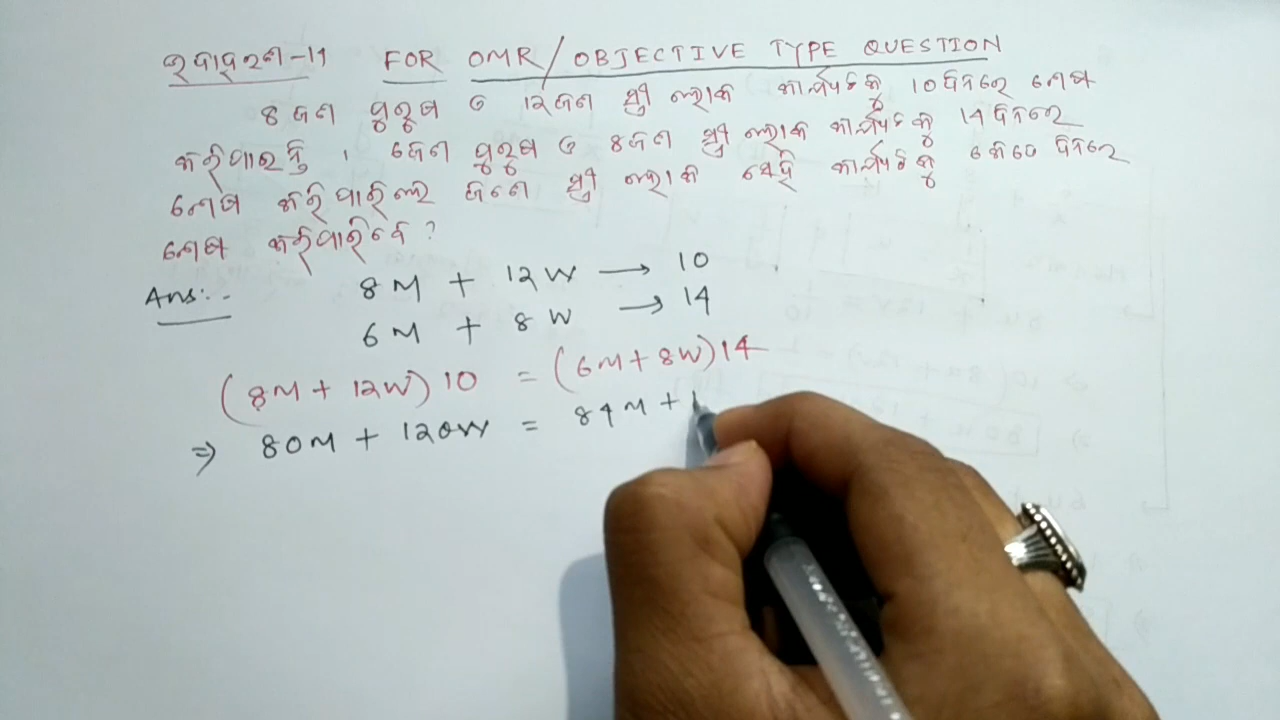 ଉଦାହରଣ-11 FOR OMR/OBJECTIVE TYPE QUESTION
8 ଜଣ ପୁରୁଷ ଓ 12ଜଣ ସ୍ତ୍ରୀ ଲୋକ କାର୍ଯ୍ୟଟିକୁ 10ଦିନରେ ଶେଷ
କରିପାରନ୍ତି । 6ଜଣ ପୁରୁଷ ଓ 8ଜଣ ସ୍ତ୍ରୀ ଲୋକ କାର୍ଯ୍ୟଟିକୁ 14 ଦିନରେ
ଶେଷ କରି ପାରିଲେ ଜଣେ ସ୍ତ୍ରୀ ଲୋକ ସେହି କାର୍ଯ୍ୟଟିକୁ କେତେ ଦିନରେ
ଶେଷ କରିପାରିବେ ?
Ans:- 8M + 12W → 10
6M + 8W → 14
(8M + 12W) 10 = (6M + 8W) 14
⇒ 80M + 120W = 84M + 1